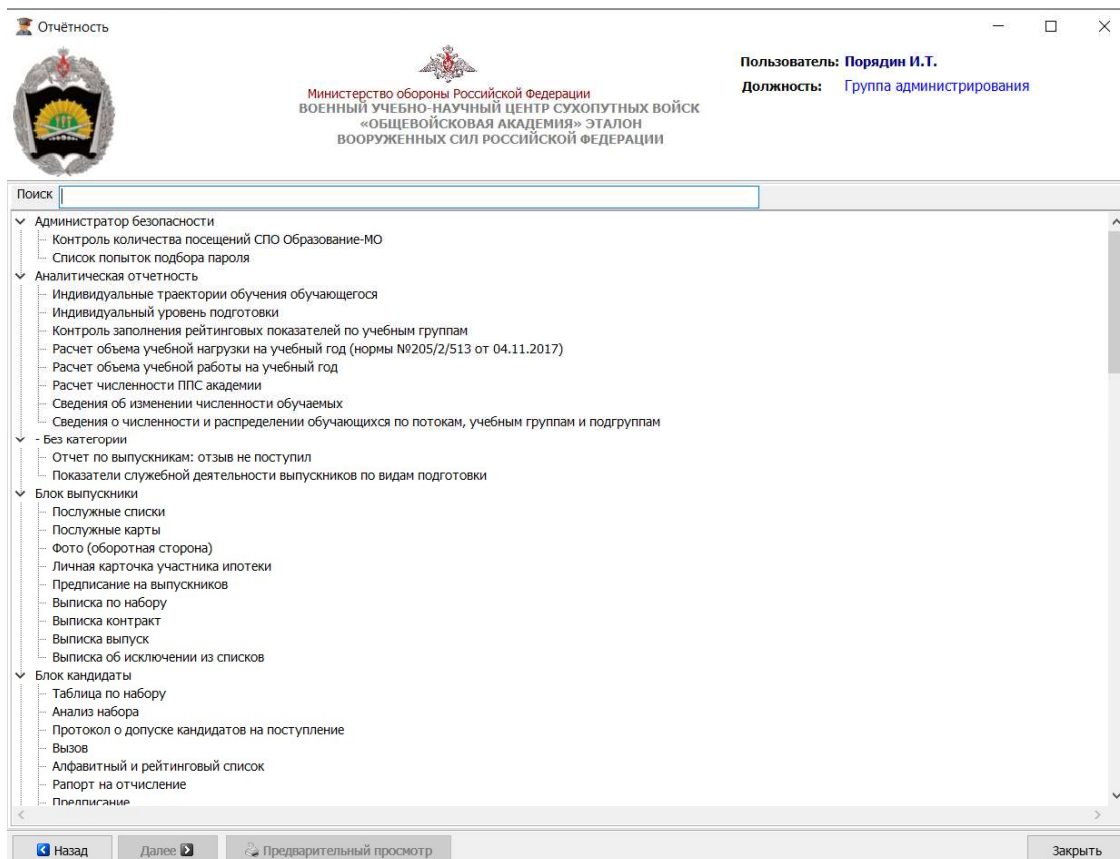 Отчётность
Министерство обороны Российской Федерации
ВОЕННЫЙ УЧЕБНО-НАУЧНЫЙ ЦЕНТР СУХОПУТНЫХ ВОЙСК
«ОБЩЕВОЙСКОВАЯ АКАДЕМИЯ» ЭТАЛОН
ВООРУЖЕННЫХ СИЛ РОССИЙСКОЙ ФЕДЕРАЦИИ
Пользователь: Порядин И.Т.
Должность: Группа администрирования
Поиск
Администратор безопасности
Контроль количества посещений СПО Образование-МО
Список попыток подбора пароля
Аналитическая отчетность
Индивидуальные траектории обучения обучающегося
Индивидуальный уровень подготовки
Контроль заполнения рейтинговых показателей по учебным группам
Расчет объема учебной нагрузки на учебный год (нормы №205/2/513 от 04.11.2017)
Расчет объема учебной работы на учебный год
Расчет численности ППС академии
Сведения об изменении численности обучаемых
Сведения о численности и распределении обучающихся по потокам, учебным группам и подгруппам
- Без категории
Отчет по выпускникам: отзыв не поступил
Показатели служебной деятельности выпускников по видам подготовки
Блок выпускники
Послужные списки
Послужные карты
Фото (оборотная сторона)
Личная карточка участника ипотеки
Предписание на выпускников
Выписка по набору
Выписка контракт
Выписка выпуск
Выписка об исключении из списков
Блок кандидаты
Таблица по набору
Анализ набора
Протокол о допуске кандидатов на поступление
Вызов
Алфавитный и рейтинговый список
Рапорт на отчисление
Предписание
Назад
Далее
Предварительный просмотр
Закрыть